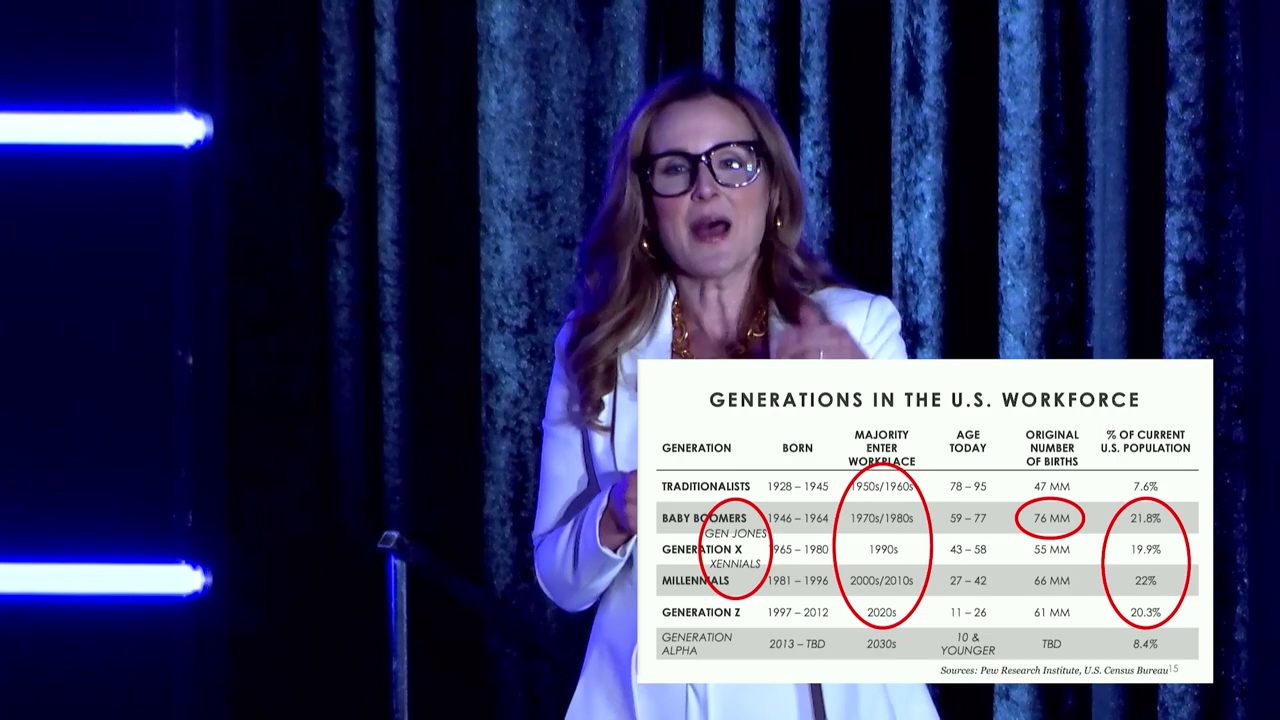 GENERATIONS IN THE U.S. WORKFORCE
GENERATION BORN MAJORITY ENTER WORKPLACE AGE TODAY ORIGINAL NUMBER OF BIRTHS % OF CURRENT U.S. POPULATION
TRADITIONALISTS 1928 – 1945 1950s/1960s 78 – 95 47 MM 7.6%
BABY BOOMERS 1946 – 1964 1970s/1980s 59 – 77 76 MM 21.8%
GEN JONES
GENERATION X 1965 – 1980 1990s 43 – 58 55 MM 19.9%
XENNIALS
MILLENNIALS 1981 – 1996 2000s/2010s 27 – 42 66 MM 22%
GENERATION Z 1997 – 2012 2020s 11 – 26 61 MM 20.3%
GENERATION ALPHA 2013 – TBD 2030s 10 & YOUNGER TBD 8.4%
Sources: Pew Research Institute, U.S. Census Bureau 15